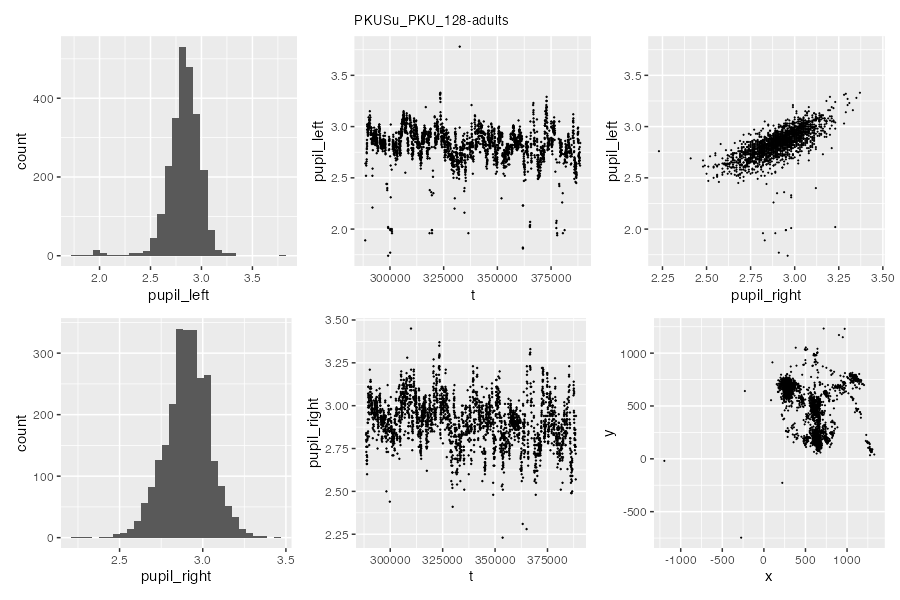 PKUSu_PKU_128-adults
count
400
200
0
2.0 2.5 3.0 3.5
pupil_left
pupil_left
3.5
3.0
2.5
2.0
300000 325000 350000 375000
t
pupil_left
3.5
3.0
2.5
2.0
2.25 2.50 2.75 3.00 3.25 3.50
pupil_right
count
300
200
100
0
2.5 3.0 3.5
pupil_right
pupil_right
3.50
3.25
3.00
2.75
2.50
2.25
300000 325000 350000 375000
t
y
1000
500
0
-500
-1000 -500 0 500 1000
x